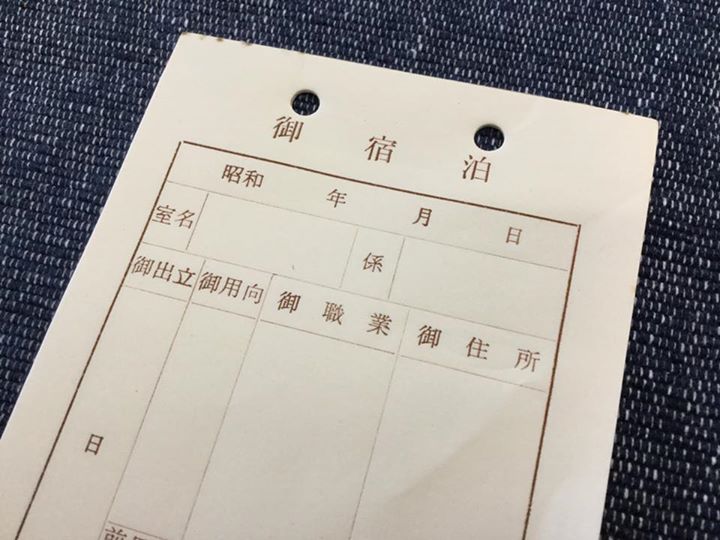 御宿泊
昭和 年 月 日
室名 係
御出立 御用向 御職業 御住所
日